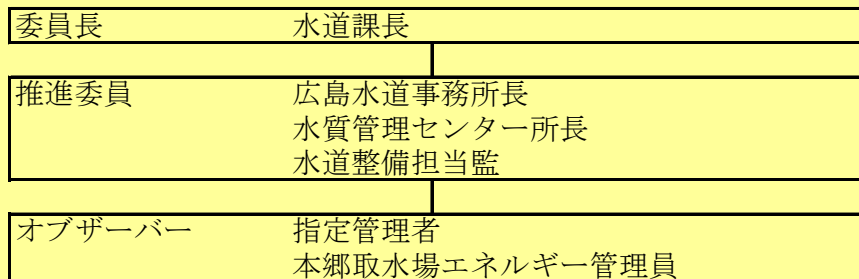 委員長 水道課長
推進委員 広島水道事務所長
水質管理センター所長
水道整備担当監
オブザーバー 指定管理者
本郷取水場エネルギー管理員